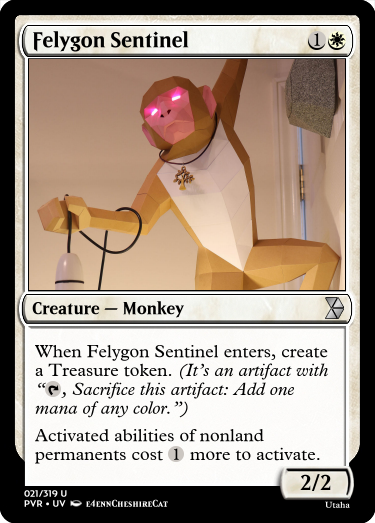 Felygon Sentinel 1
Creature — Monkey
When Felygon Sentinel enters, create
a Treasure token. (It's an artifact with
“, Sacrifice this artifact: Add one
mana of any color.”)
Activated abilities of nonland
permanents cost 1 more to activate.
2/2
021/319 U
PVR • UV e4ennCheshireCat
Utaha